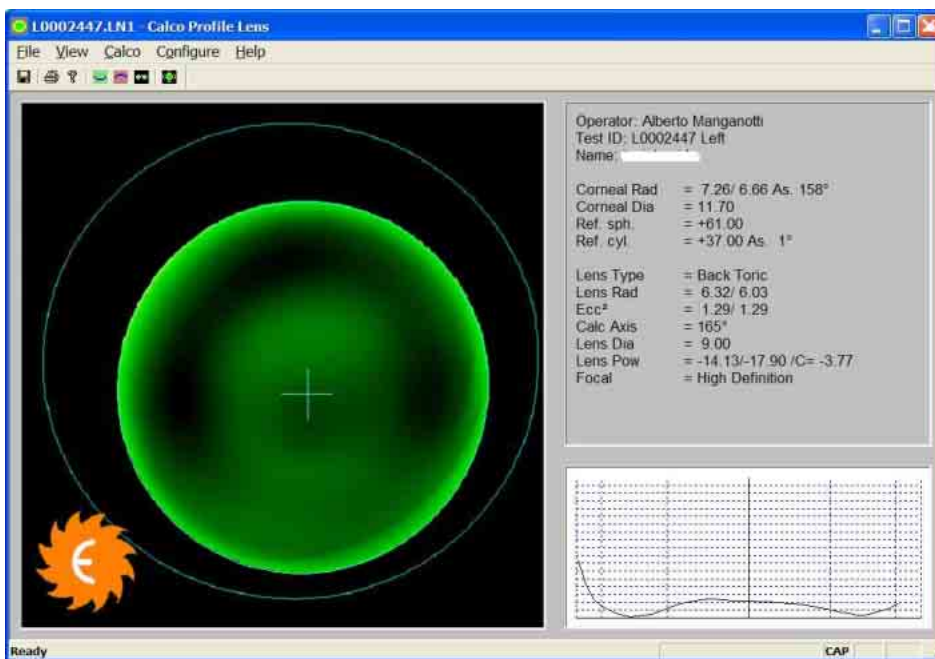 L0002447.LN1 - Calco Profile Lens
File View Calco Configure Help
Operator: Alberto Manganotti
Test ID: L0002447 Left
Name:
Corneal Rad = 7.26/ 6.66 As. 158°
Corneal Dia = 11.70
Ref. sph. = +61.00
Ref. cyl. = +37.00 As. 1°
Lens Type = Back Toric
Lens Rad = 6.32/ 6.03
Ecc² = 1.29/ 1.29
Calc Axis = 165°
Lens Dia = 9.00
Lens Pow = -14.13/-17.90 /C= -3.77
Focal = High Definition
Ready CAP